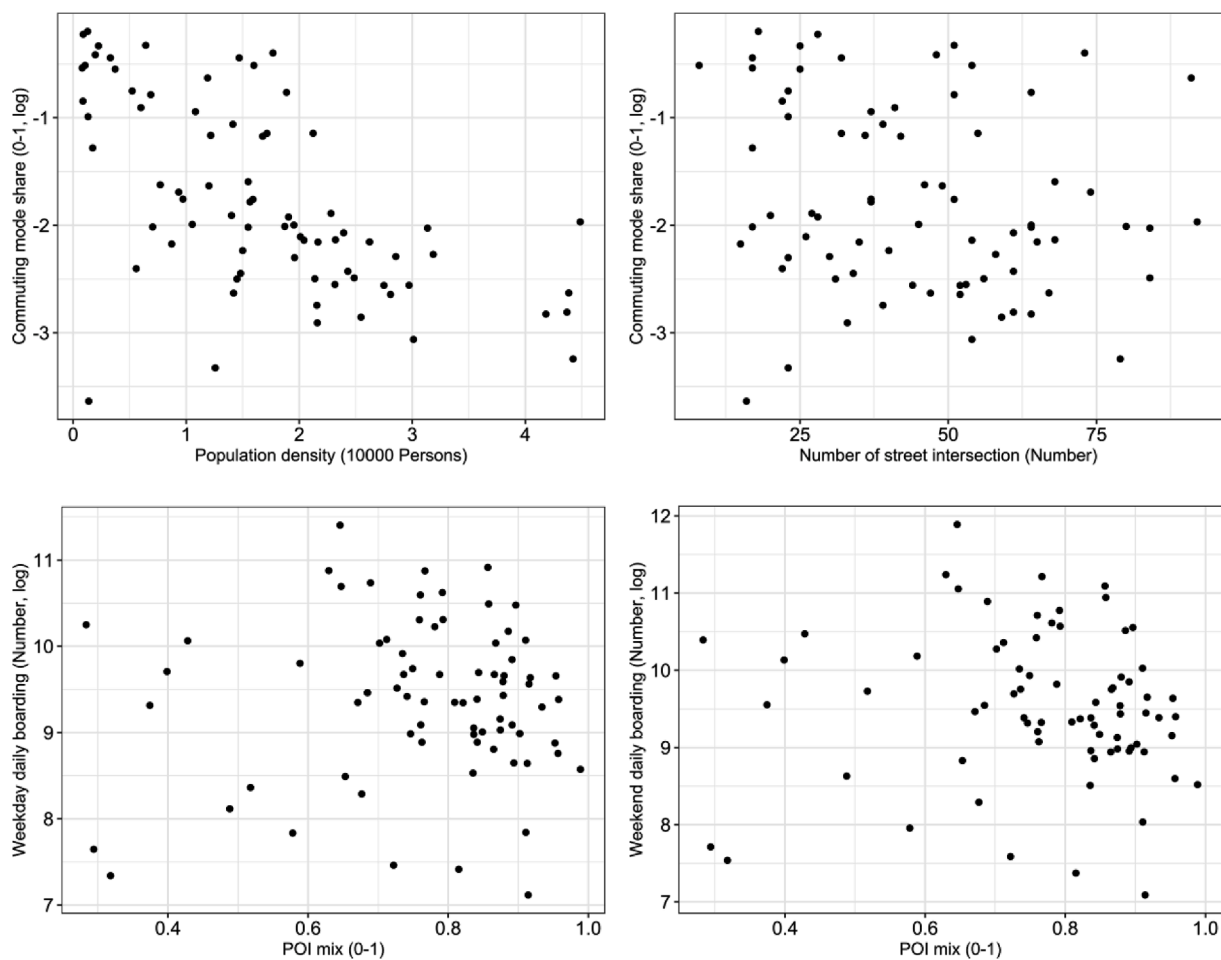 Commuting mode share (0-1, log)
-1
-2
-3
0 1 2 3 4
Population density (10000 Persons)
Commuting mode share (0-1, log)
-1
-2
-3
25 50 75
Number of street intersection (Number)
Weekday daily boarding (Number, log)
11
10
9
8
7
0.4 0.6 0.8 1.0
POI mix (0-1)
Weekend daily boarding (Number, log)
12
11
10
9
8
7
0.4 0.6 0.8 1.0
POI mix (0-1)